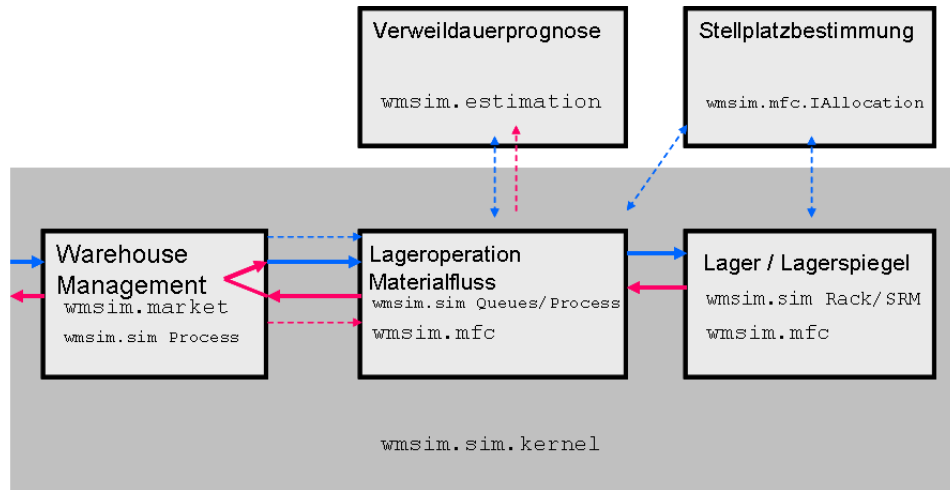 Verweildauerprognose
wmsim.estimation
Stellplatzbestimmung
wmsim.mfc.IAllocation
Warehouse
Management
wmsim.market
wmsim.sim Process
Lageroperation
Materialfluss
wmsim.sim Queues/Process
wmsim.mfc
Lager / Lagerspiegel
wmsim.sim Rack/SRM
wmsim.mfc
wmsim.sim.kernel